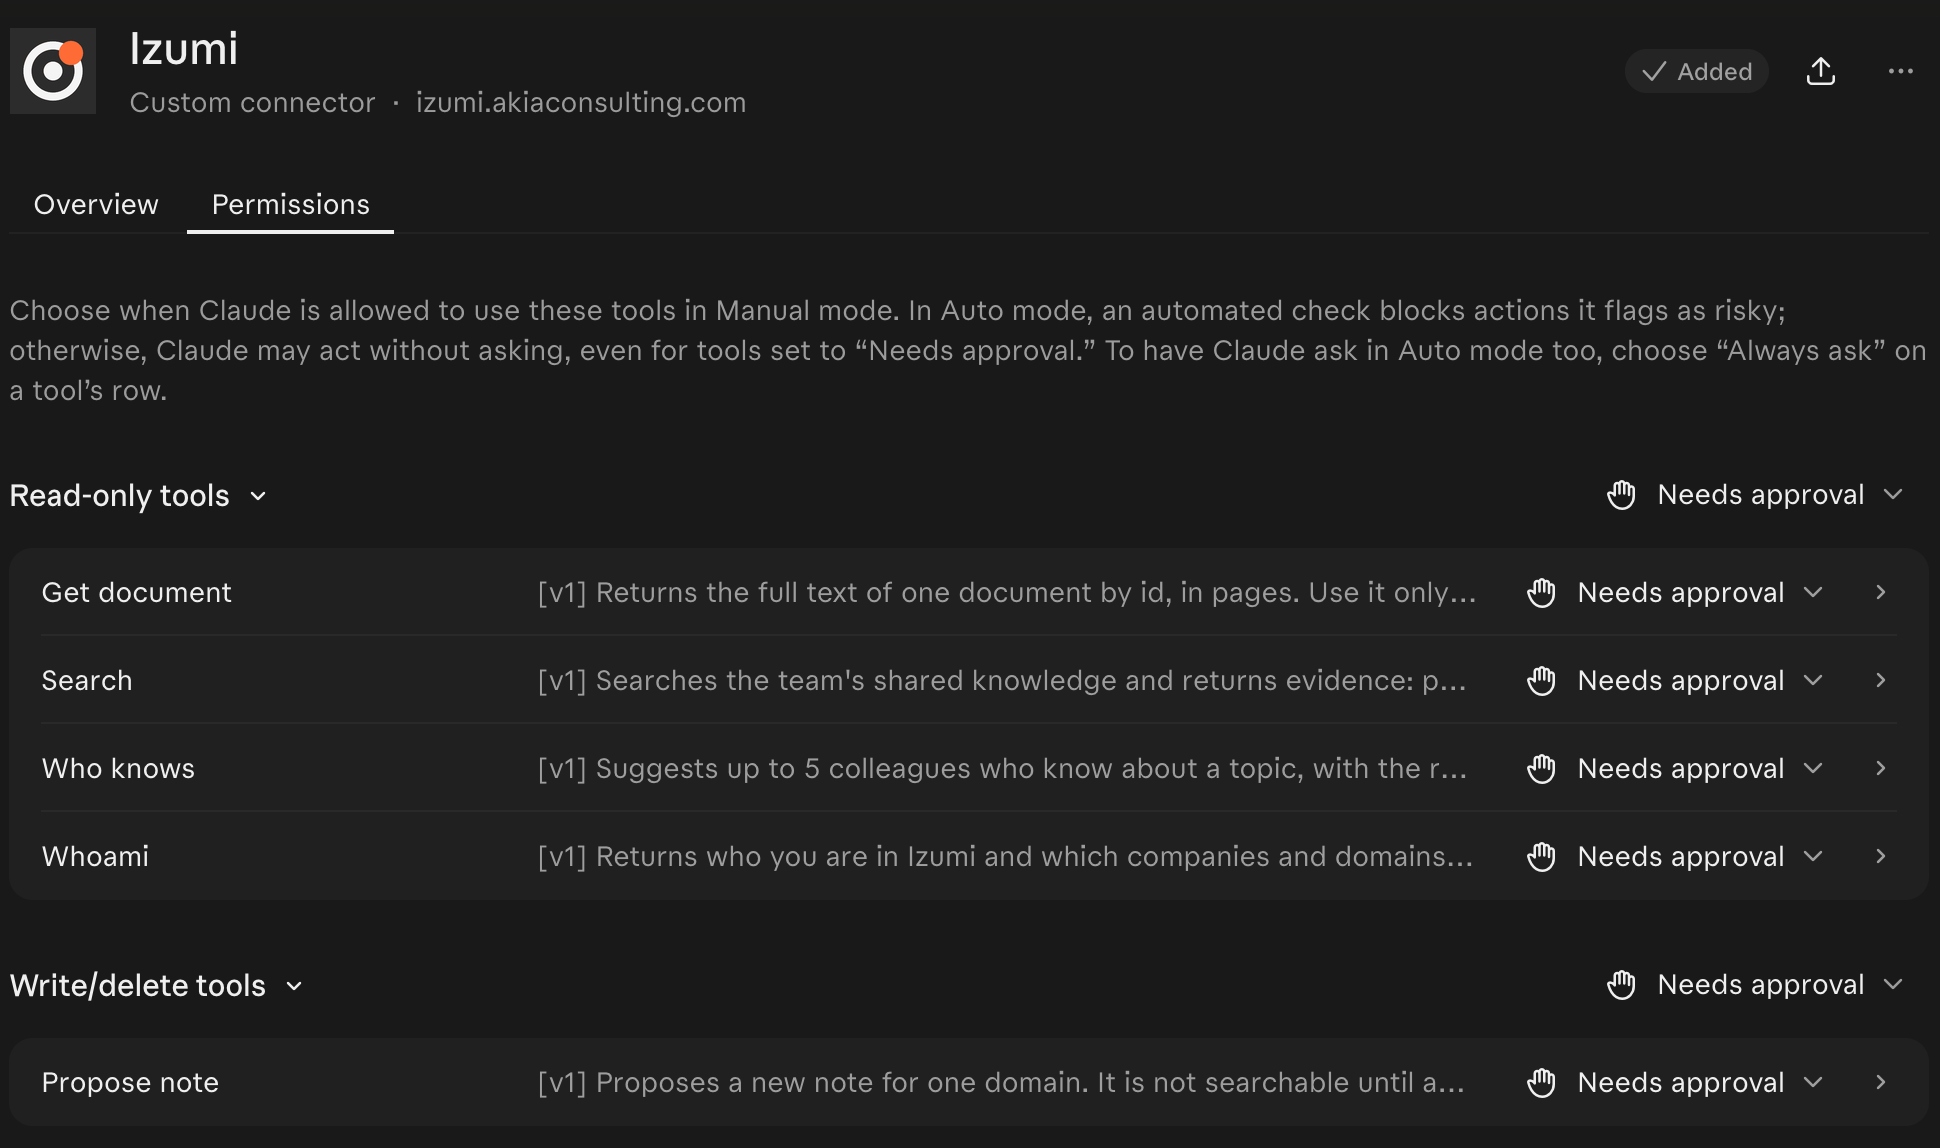 Izumi
Custom connector · izumi.akiaconsulting.com
Added
Overview
Permissions
Choose when Claude is allowed to use these tools in Manual mode. In Auto mode, an automated check blocks actions it flags as risky;
otherwise, Claude may act without asking, even for tools set to “Needs approval.” To have Claude ask in Auto mode too, choose “Always ask” on
a tool’s row.
Read-only tools
Needs approval
Get document
[v1] Returns the full text of one document by id, in pages. Use it only...
Needs approval
Search
[v1] Searches the team's shared knowledge and returns evidence: p...
Needs approval
Who knows
[v1] Suggests up to 5 colleagues who know about a topic, with the r...
Needs approval
Whoami
[v1] Returns who you are in Izumi and which companies and domains...
Needs approval
Write/delete tools
Needs approval
Propose note
[v1] Proposes a new note for one domain. It is not searchable until a...
Needs approval